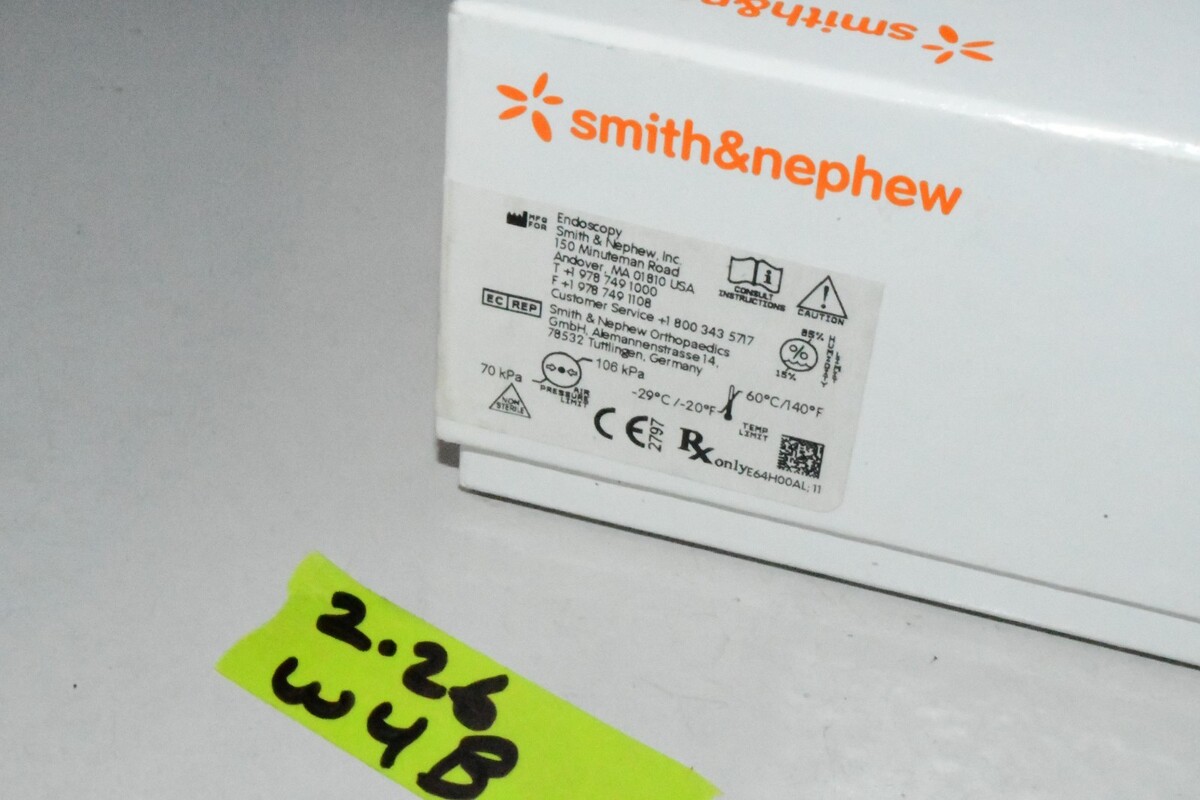 smith&n
smith&nephew
MFG
FOR
Endoscopy
Smith & Nephew, Inc.
150 Minuteman Road
Andover, MA 01810 USA
T +1 978 749 1000
F +1 978 749 1108
Customer Service +1 800 343 5717
EC REP
Smith & Nephew Orthopaedics
GmbH, Alemannenstrasse 14,
78532 Tuttlingen, Germany
CONSULT
INSTRUCTIONS
CAUTION
85%
%
15%
HUMIDITY
LIMIT
70 kPa
106 kPa
AIR
PRESSURE
LIMIT
NON
STERILE
-29°C/-20°F
60°C/140°F
TEMP
LIMIT
CE
2797
Rx only
E64H00AL; 11
2.26
W4B